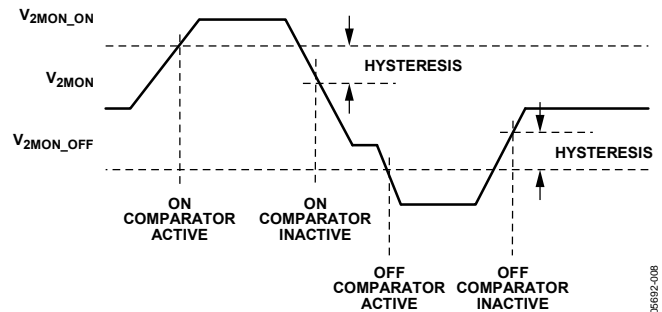 V2MON_ON
HYSTERESIS
V2MON
V2MON_OFF
HYSTERESIS
ON
COMPARATOR
ACTIVE
ON
COMPARATOR
INACTIVE
OFF
COMPARATOR
ACTIVE
OFF
COMPARATOR
INACTIVE
05692-008